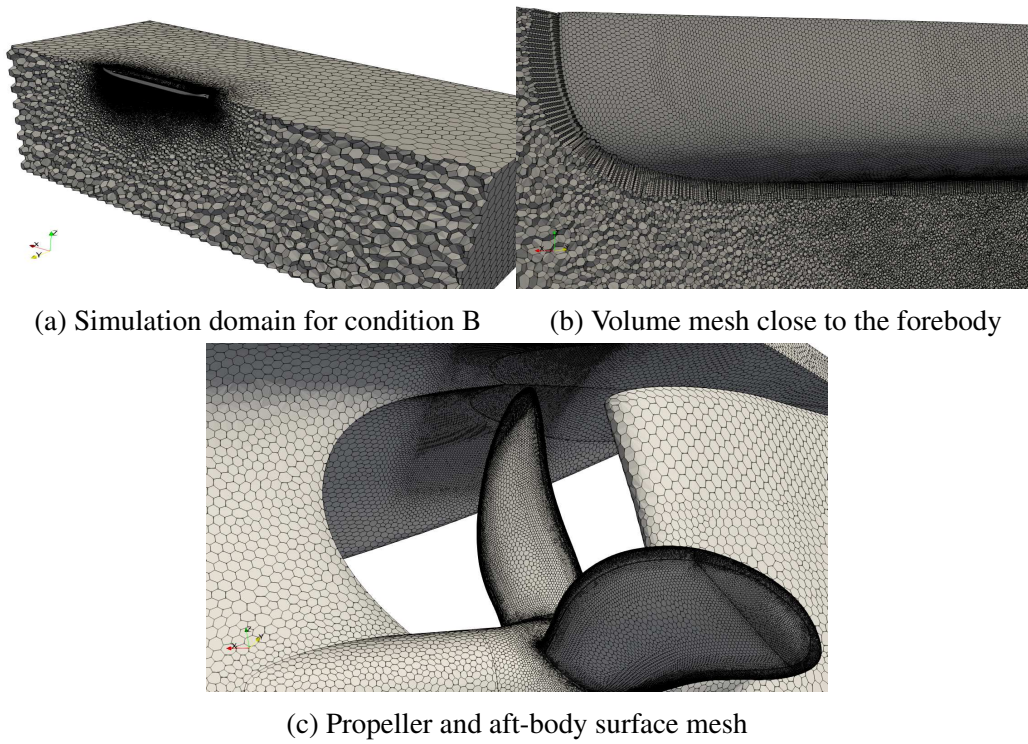 (a) Simulation domain for condition B
(b) Volume mesh close to the forebody
(c) Propeller and aft-body surface mesh